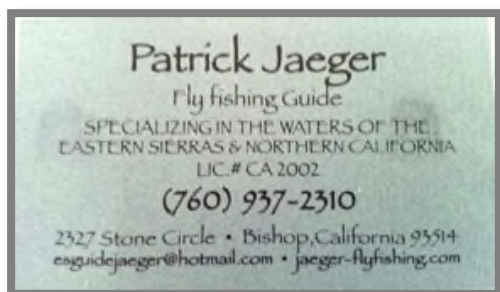 Patrick Jaeger
Fly fishing Guide
SPECIALIZING IN THE WATERS OF THE
EASTERN SIERRAS & NORTHERN CALIFORNIA
LIC.# CA 2002
(760) 937-2310
2327 Stone Circle • Bishop,California 93514
esguidejaeger@hotmail.com • jaeger-flyfishing.com